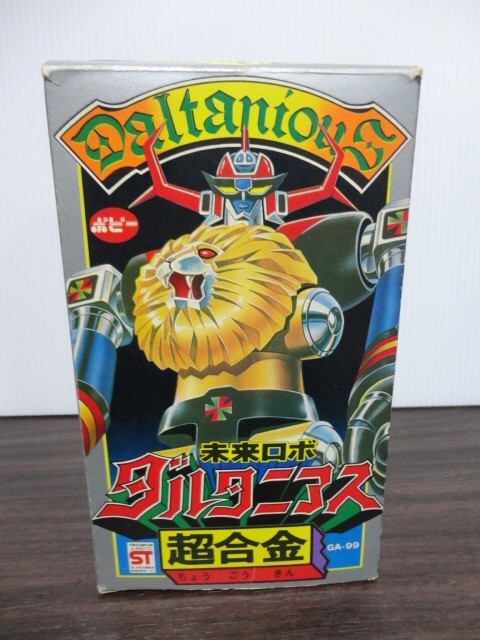 Daltanious
ポピー
未来ロボ
ダルタニアス
超合金
ちょうごうきん
GA-99
ST